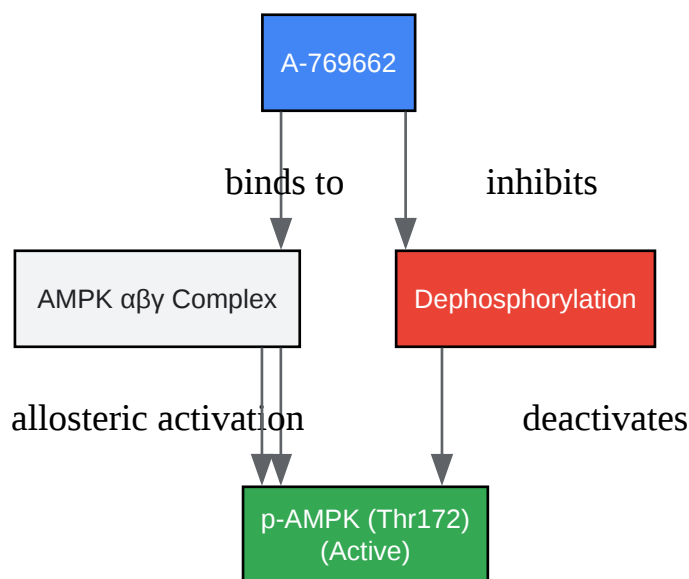 A-769662
binds to
inhibits
AMPK αβγ Complex
Dephosphorylation
allosteric activation
deactivates
p-AMPK (Thr172)
(Active)